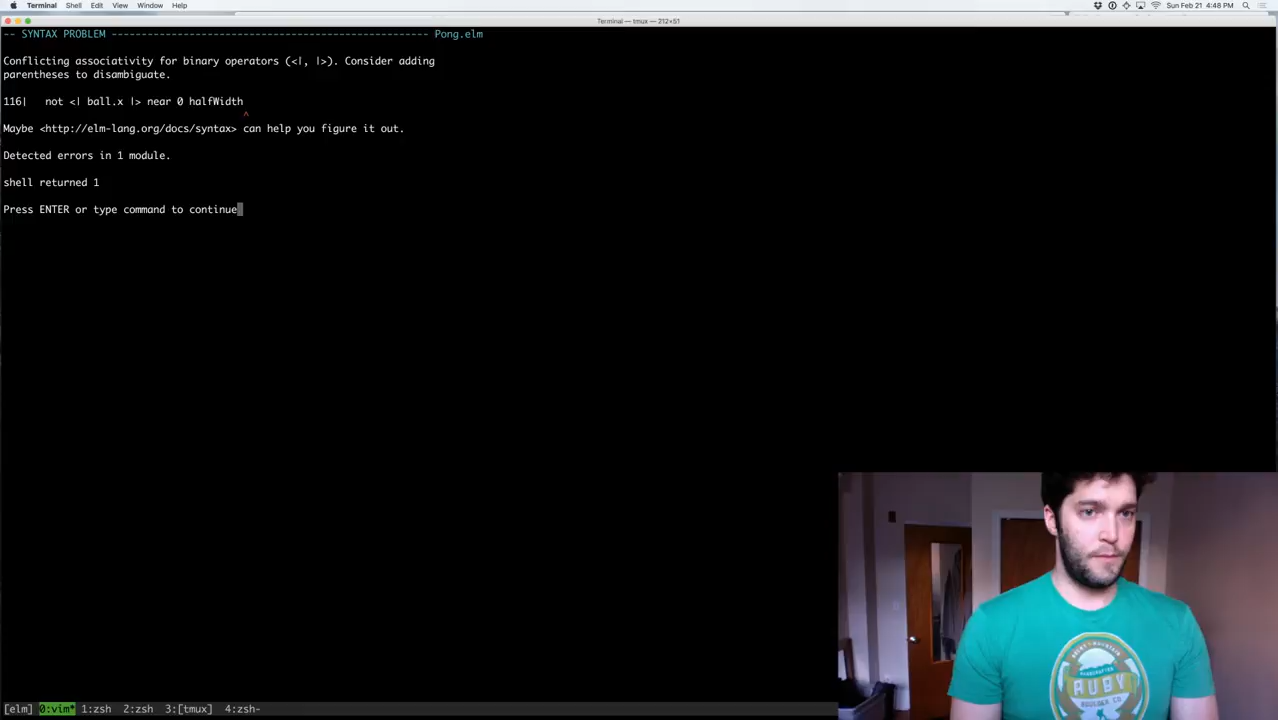 Terminal Shell Edit View Window Help
Sun Feb 21 4:48 PM
Terminal — tmux — 212×51
-- SYNTAX PROBLEM ----------------------------------------------------- Pong.elm
Conflicting associativity for binary operators (<|, |>). Consider adding
parentheses to disambiguate.
116|   not <| ball.x |> near 0 halfWidth
^
Maybe <http://elm-lang.org/docs/syntax> can help you figure it out.
Detected errors in 1 module.
shell returned 1
Press ENTER or type command to continue
RUBY
BOULDER CO
[elm] 0:vim* 1:zsh 2:zsh 3:[tmux] 4:zsh-